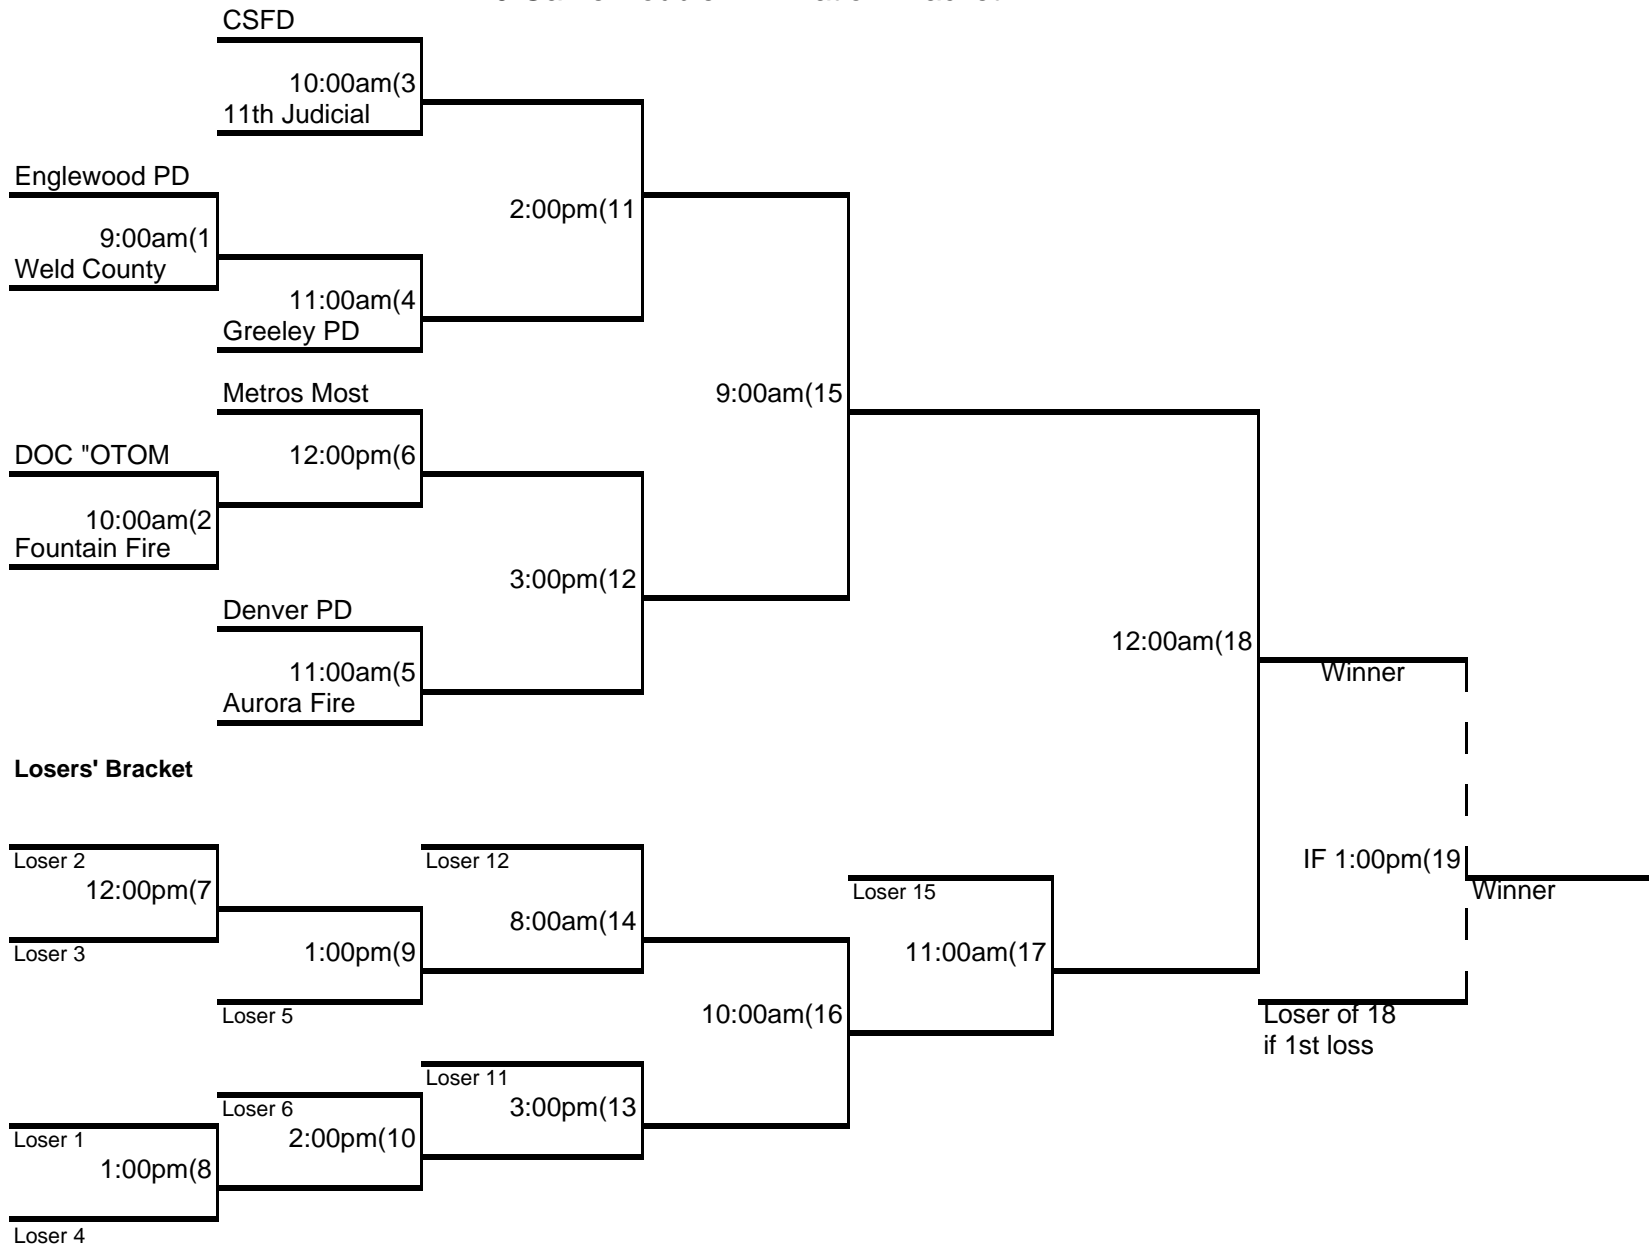 CSFD
10:00am(3
11th Judicial
Englewood PD
2:00pm(11
9:00am(1
Weld County
11:00am(4
Greeley PD
Metros Most
9:00am(15
DOC "OTOM
12:00pm(6
10:00am(2
Fountain Fire
3:00pm(12
Denver PD
12:00am(18
11:00am(5
Winner
Aurora Fire
Losers' Bracket
Loser 2
Loser 12
IF 1:00pm(19
12:00pm(7
Loser 15
Winner
8:00am(14
Loser 3
1:00pm(9
11:00am(17
Loser 5
10:00am(16
Loser of 18
if 1st loss
Loser 11
Loser 6
3:00pm(13
Loser 1
2:00pm(10
1:00pm(8
Loser 4